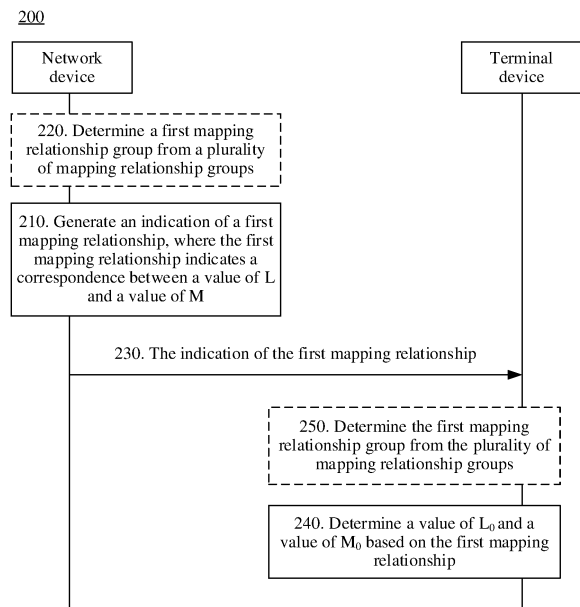 200
Network
device
Terminal
device
220. Determine a first mapping
relationship group from a plurality
of mapping relationship groups
210. Generate an indication of a first
mapping relationship, where the first
mapping relationship indicates a
correspondence between a value of L
and a value of M
230. The indication of the first mapping relationship
250. Determine the first mapping
relationship group from the plurality of
mapping relationship groups
240. Determine a value of L₀ and a
value of M₀ based on the first mapping
relationship